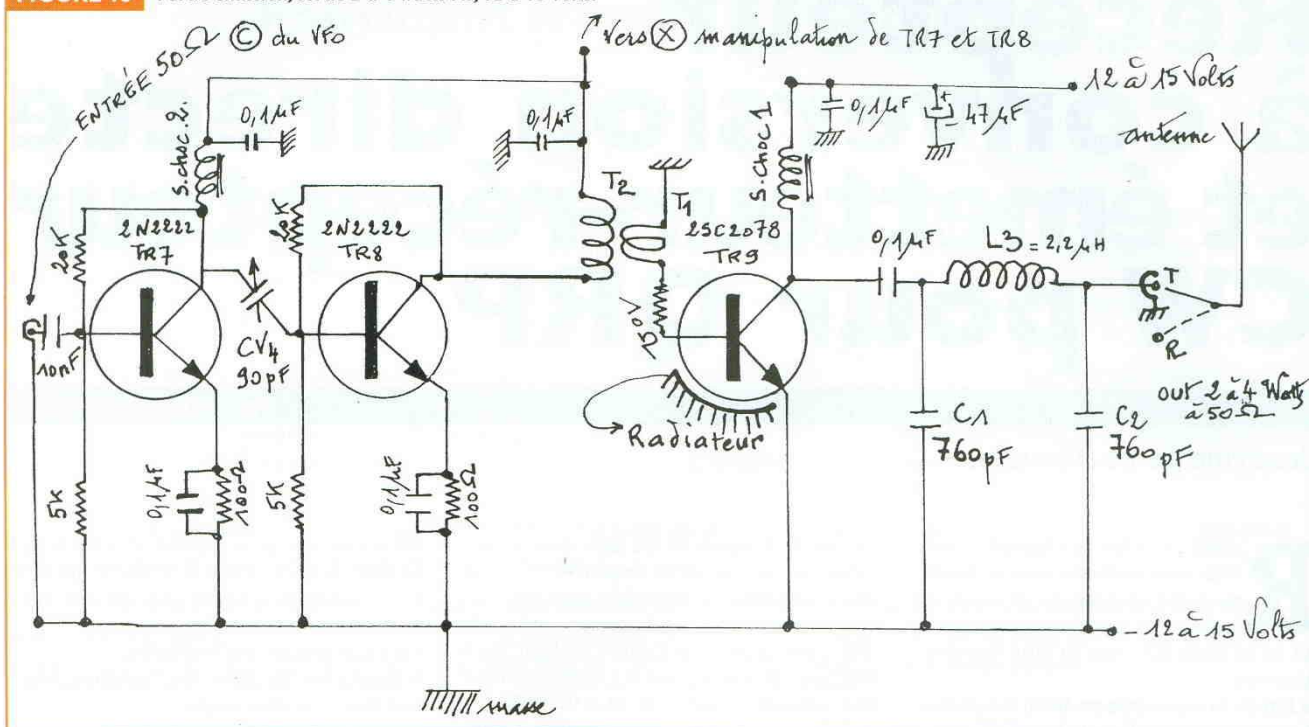 FIGURE 10
ENTRÉE 50Ω Ⓒ du VFO
Vers Ⓧ manipulation de TR7 et TR8
12 à 15 Volts
0,1µF
0,1µF
0,1µF
47µF
antenne
S.choc.2
T2
T1
S.choc 1
20K
2N2222
TR7
2N2222
TR8
2SC2078
TR9
0,1µF
L3=2,2µH
T
R
10nF
CV4
90pF
Radiateur
C1
760pF
C2
760pF
out 2 à 4 Watts
à 50Ω
5K
0,1µF
100Ω
5K
0,1µF
100Ω
-12 à 15 Volts
masse